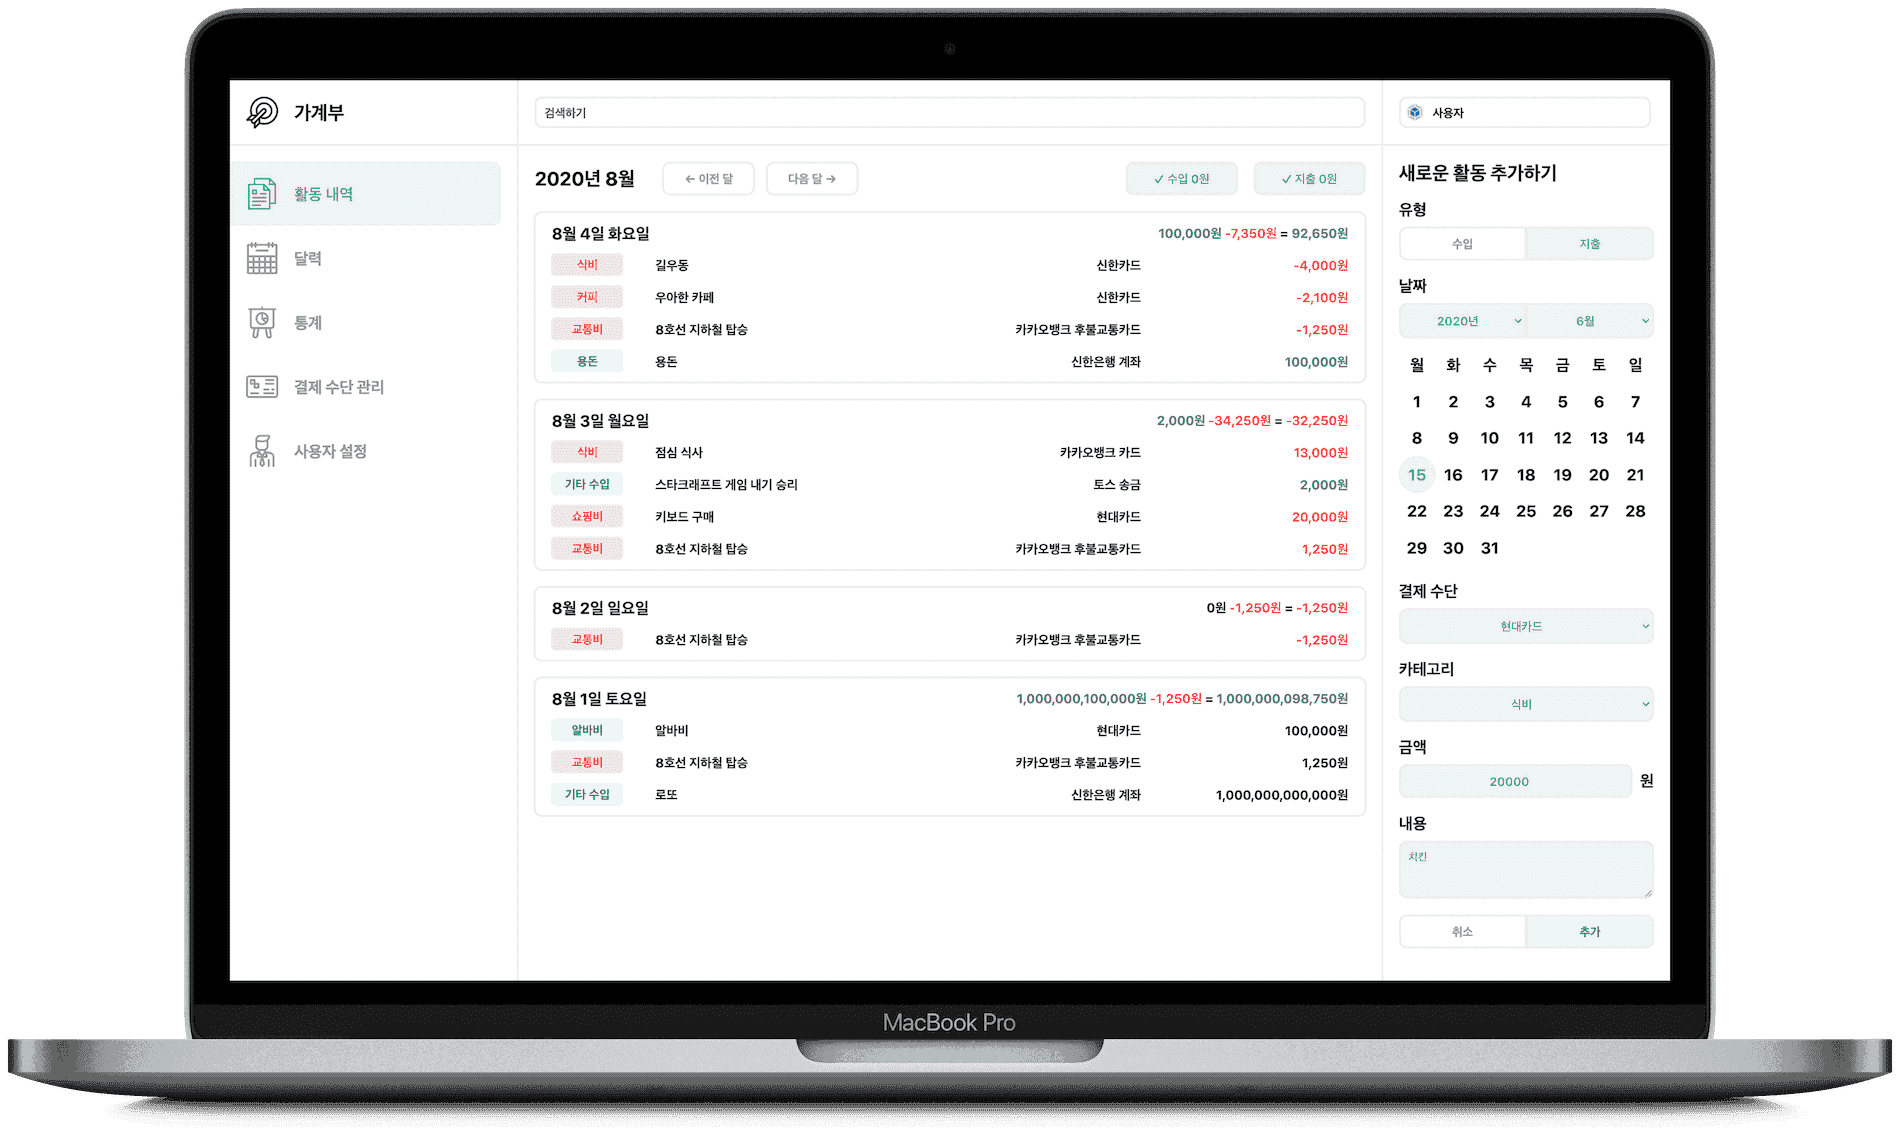 가계부
검색하기
사용자
활동 내역
달력
통계
결제 수단 관리
사용자 설정
2020년 8월
← 이전 달
다음 달 →
✓ 수입 0원
✓ 지출 0원
8월 4일 화요일 100,000원 -7,350원 = 92,650원
식비 길우동 신한카드 -4,000원
커피 우아한 카페 신한카드 -2,100원
교통비 8호선 지하철 탑승 카카오뱅크 후불교통카드 -1,250원
용돈 용돈 신한은행 계좌 100,000원
8월 3일 월요일 2,000원 -34,250원 = -32,250원
식비 점심 식사 카카오뱅크 카드 13,000원
기타 수입 스타크래프트 게임 내기 승리 토스 송금 2,000원
쇼핑비 키보드 구매 현대카드 20,000원
교통비 8호선 지하철 탑승 카카오뱅크 후불교통카드 1,250원
8월 2일 일요일 0원 -1,250원 = -1,250원
교통비 8호선 지하철 탑승 카카오뱅크 후불교통카드 -1,250원
8월 1일 토요일 1,000,000,100,000원 -1,250원 = 1,000,000,098,750원
알바비 알바비 현대카드 100,000원
교통비 8호선 지하철 탑승 카카오뱅크 후불교통카드 1,250원
기타 수입 로또 신한은행 계좌 1,000,000,000,000원
새로운 활동 추가하기
유형
수입 지출
날짜
2020년 6월
월 화 수 목 금 토 일
1 2 3 4 5 6 7
8 9 10 11 12 13 14
15 16 17 18 19 20 21
22 23 24 25 26 27 28
29 30 31
결제 수단
현대카드
카테고리
식비
금액
20000 원
내용
치킨
취소 추가
MacBook Pro